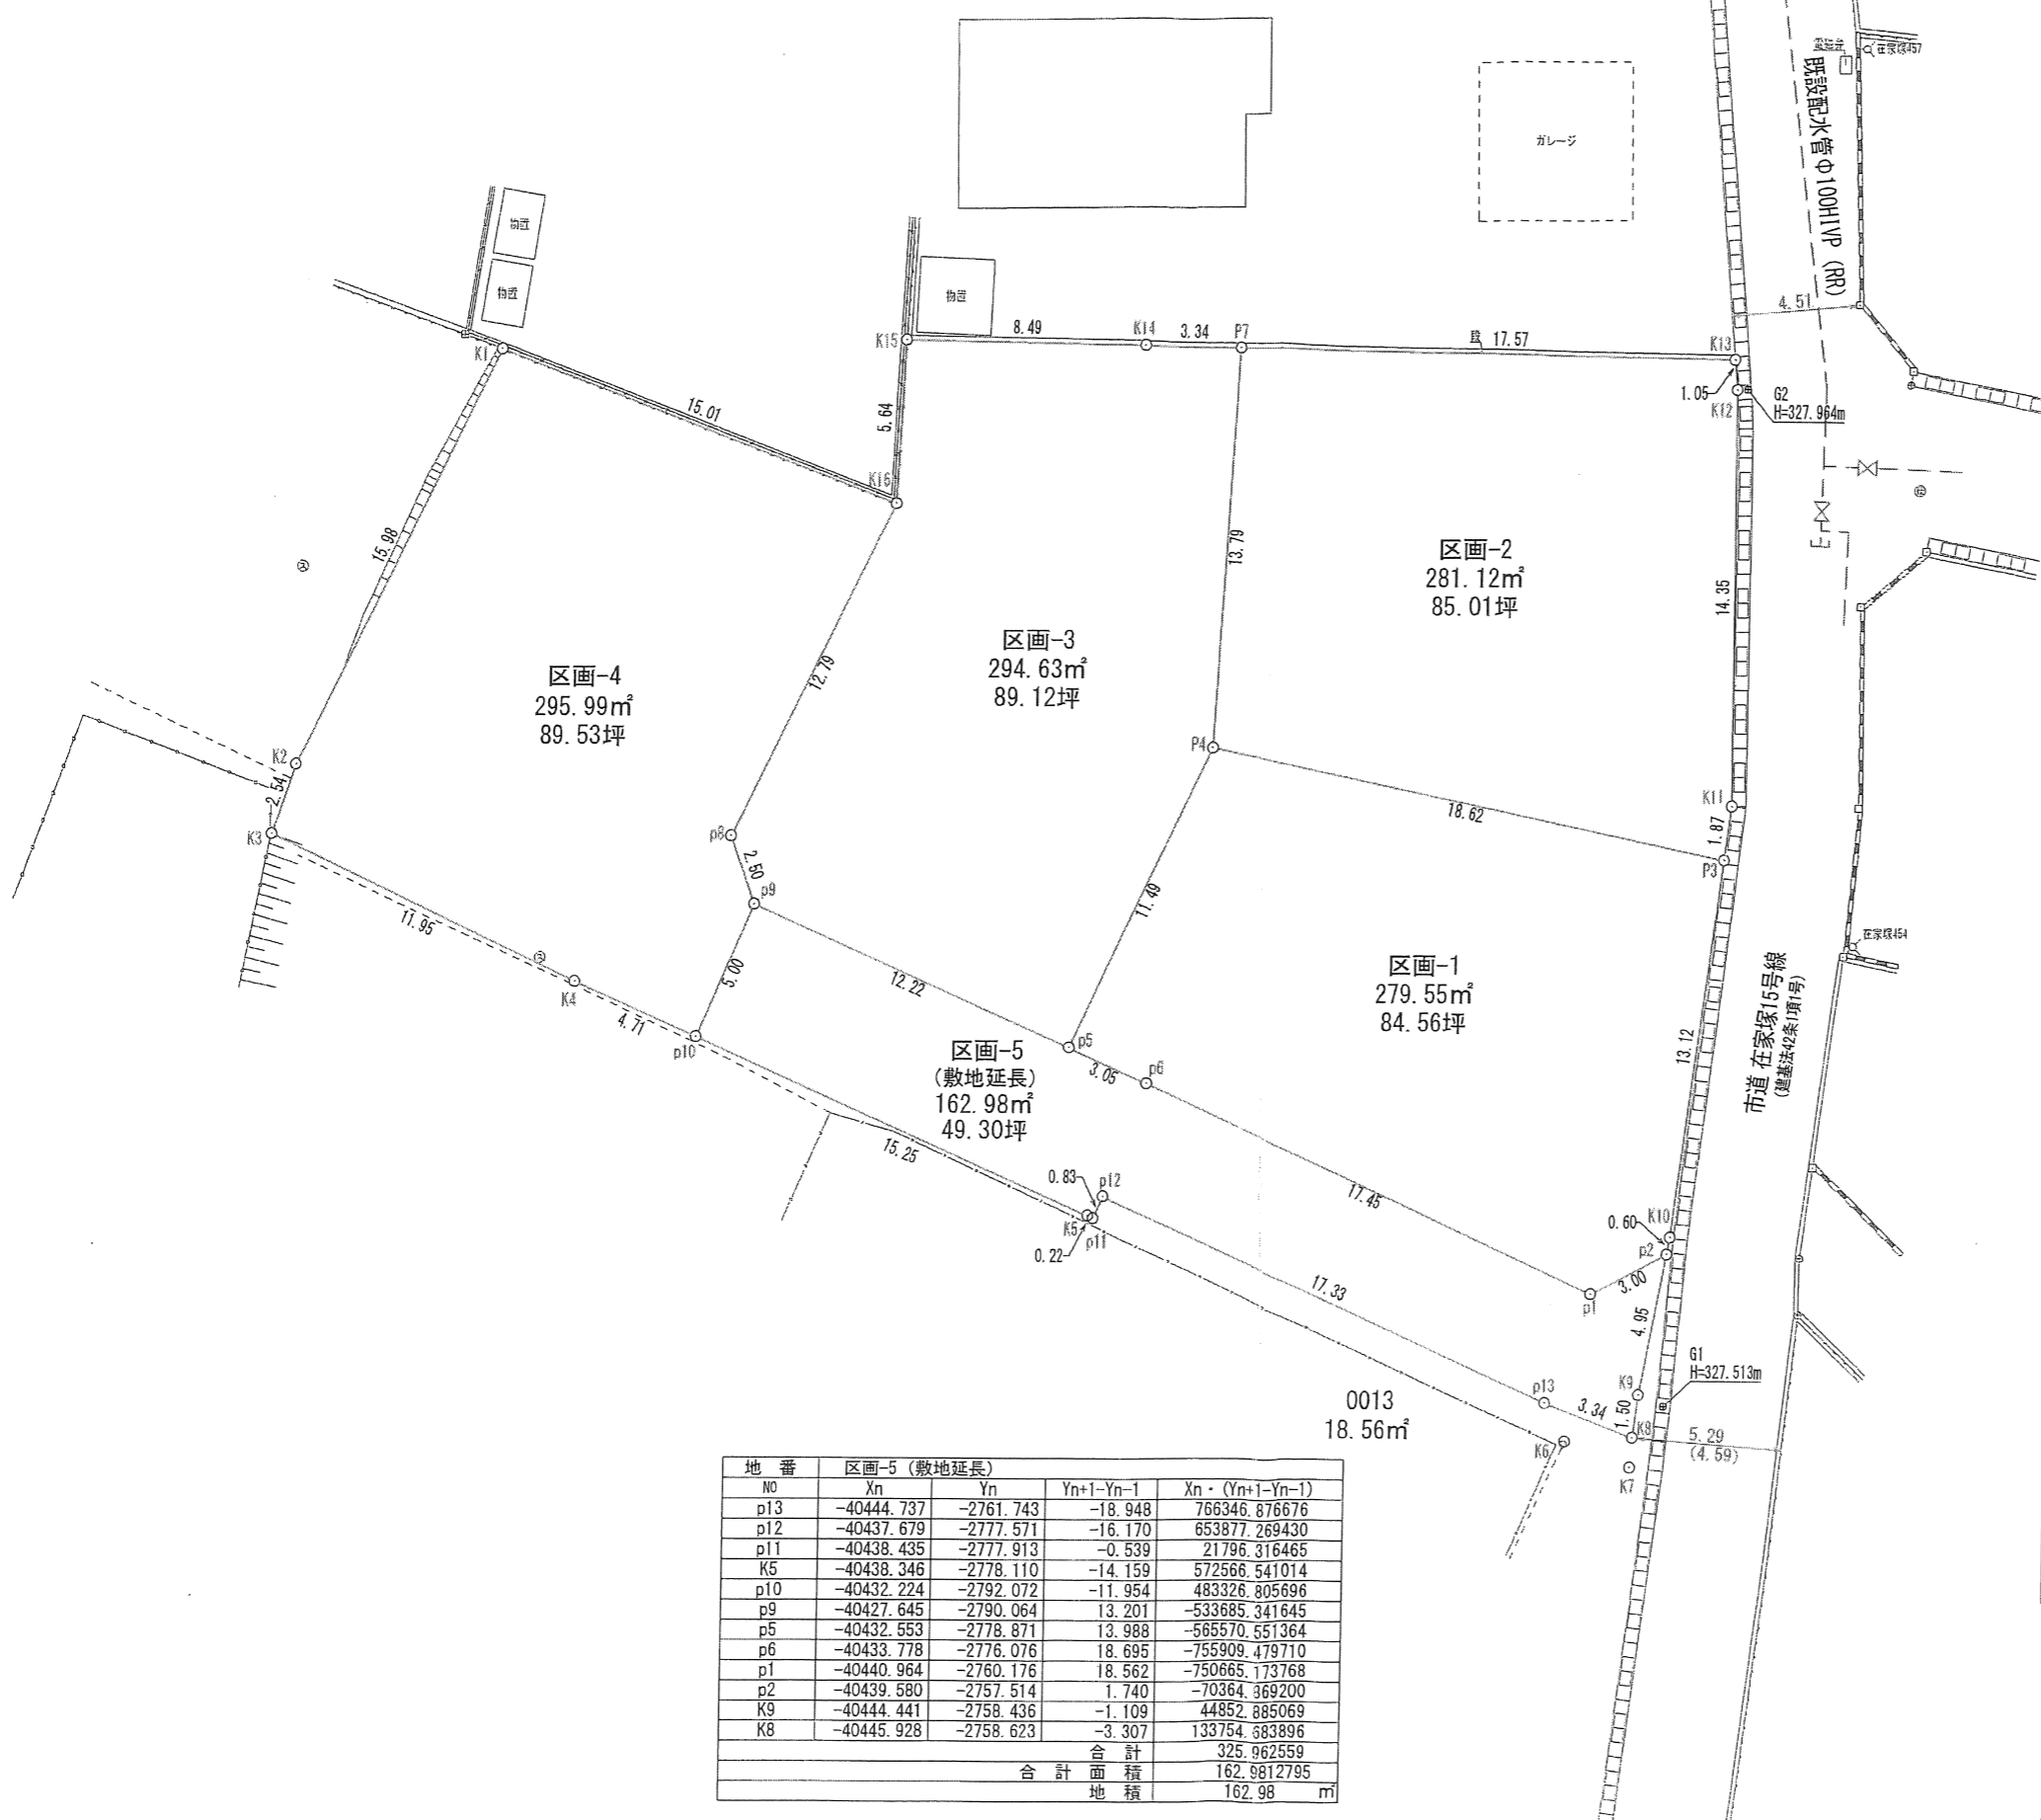 電磁弁
在家塚457
既設配水管Φ100HIVP (RR)
ガレージ
物置
物置
物置
4.51
K15
8.49
K14
3.34
P7
段
17.57
K13
1.05
K12
G2
H=327.964m
K1
15.01
5.64
K16
15.98
13.79
14.35
12.79
区画-2
281.12㎡
85.01坪
区画-3
294.63㎡
89.12坪
区画-4
295.99㎡
89.53坪
K2
2.54
K3
P4
18.62
K11
1.87
P3
p8
2.50
p9
11.49
11.95
5.00
12.22
K4
4.71
p10
区画-1
279.55㎡
84.56坪
在家塚454
市道 在家塚15号線
(建基法42条1項1号)
13.12
区画-5
(敷地延長)
162.98㎡
49.30坪
p5
3.05
p6
15.25
17.45
0.83
p12
K5
p11
0.22
17.33
K10
0.60
p2
3.00
p1
4.95
G1
H=327.513m
p13
3.34
K9
1.50
K8
5.29
(4.59)
K6
K7
0013
18.56㎡
地 番 区画-5 (敷地延長)
NO Xn Yn Yn+1-Yn-1 Xn・(Yn+1-Yn-1)
p13 -40444.737 -2761.743 -18.948 766346.876676
p12 -40437.679 -2777.571 -16.170 653877.269430
p11 -40438.435 -2777.913 -0.539 21796.316465
K5 -40438.346 -2778.110 -14.159 572566.541014
p10 -40432.224 -2792.072 -11.954 483326.805696
p9 -40427.645 -2790.064 13.201 -533685.341645
p5 -40432.553 -2778.871 13.988 -565570.551364
p6 -40433.778 -2776.076 18.695 -755909.479710
p1 -40440.964 -2760.176 18.562 -750665.173768
p2 -40439.580 -2757.514 1.740 -70364.869200
K9 -40444.441 -2758.436 -1.109 44852.885069
K8 -40445.928 -2758.623 -3.307 133754.683896
合 計 325.962559
合 計 面 積 162.9812795
地 積 162.98 ㎡